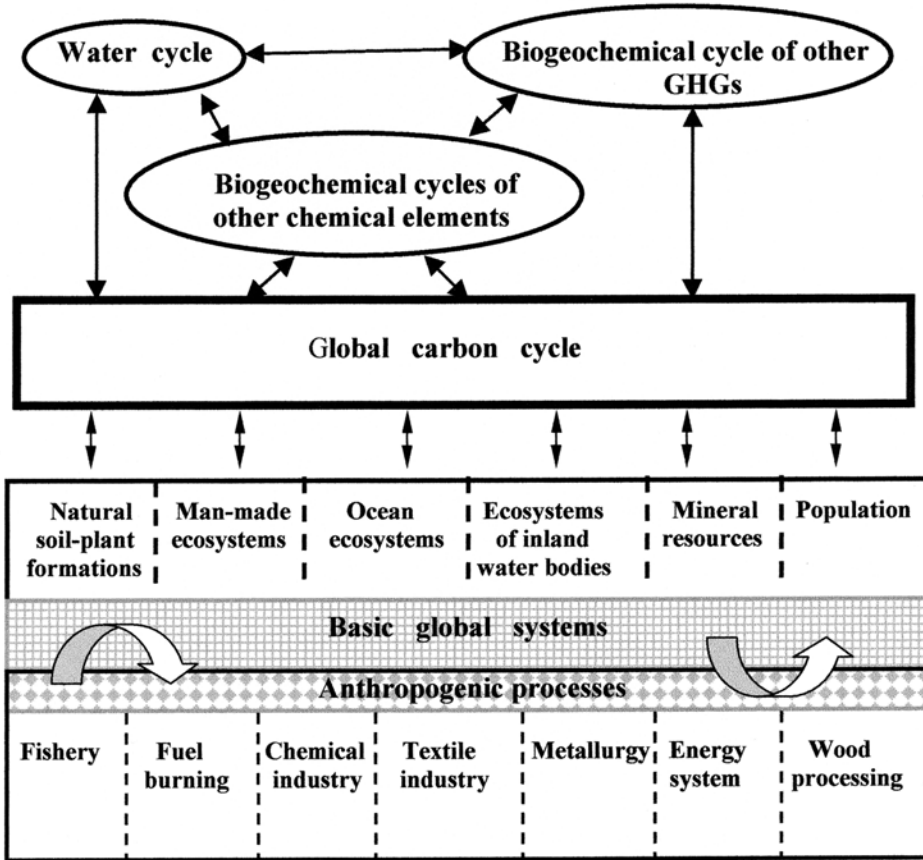 Water cycle
Biogeochemical cycle of other
GHGs
Biogeochemical cycles of
other chemical elements
Global carbon cycle
Natural
soil-plant
formations
Man-made
ecosystems
Ocean
ecosystems
Ecosystems
of inland
water bodies
Mineral
resources
Population
Basic global systems
Anthropogenic processes
Fishery
Fuel
burning
Chemical
industry
Textile
industry
Metallurgy
Energy
system
Wood
processing